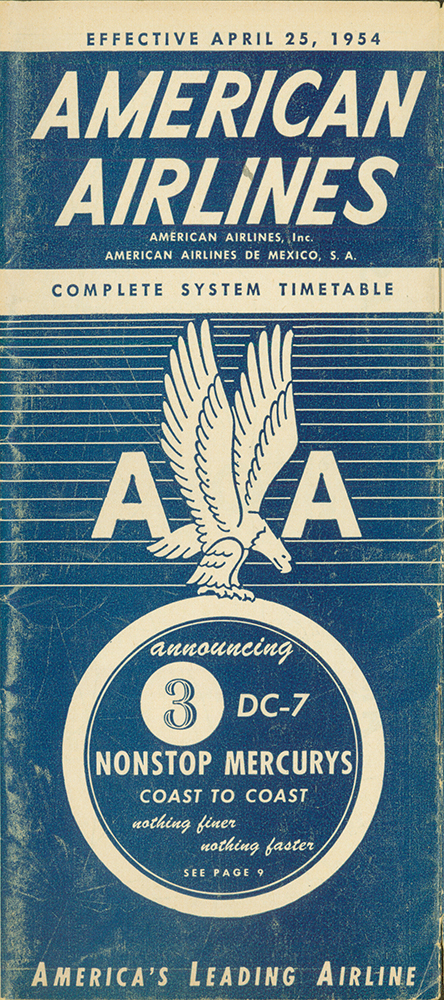 EFFECTIVE APRIL 25, 1954
AMERICAN
AIRLINES
AMERICAN AIRLINES, Inc.
AMERICAN AIRLINES DE MEXICO, S. A.
COMPLETE SYSTEM TIMETABLE
A A
announcing
3 DC-7
NONSTOP MERCURYS
COAST TO COAST
nothing finer
nothing faster
SEE PAGE 9
AMERICA'S LEADING AIRLINE